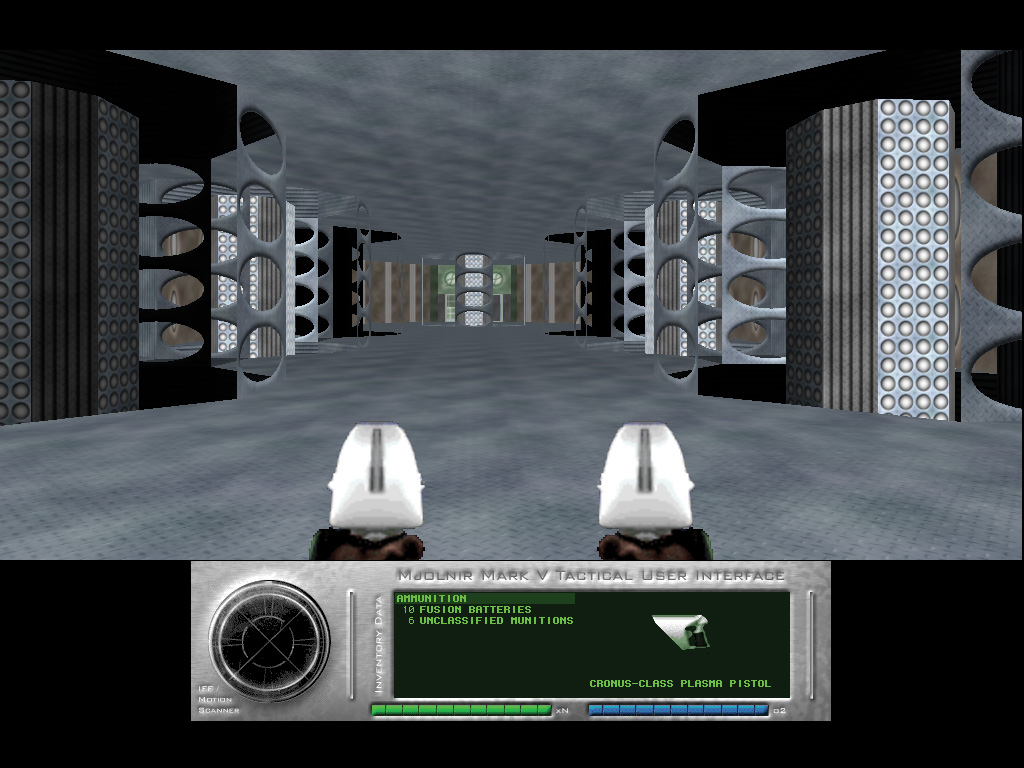 Mjolnir Mark V Tactical User Interface
Inventory Data
AMMUNITION
10 FUSION BATTERIES
6 UNCLASSIFIED MUNITIONS
CRONUS-CLASS PLASMA PISTOL
IFF /
Motion
Scanner
xN
o2